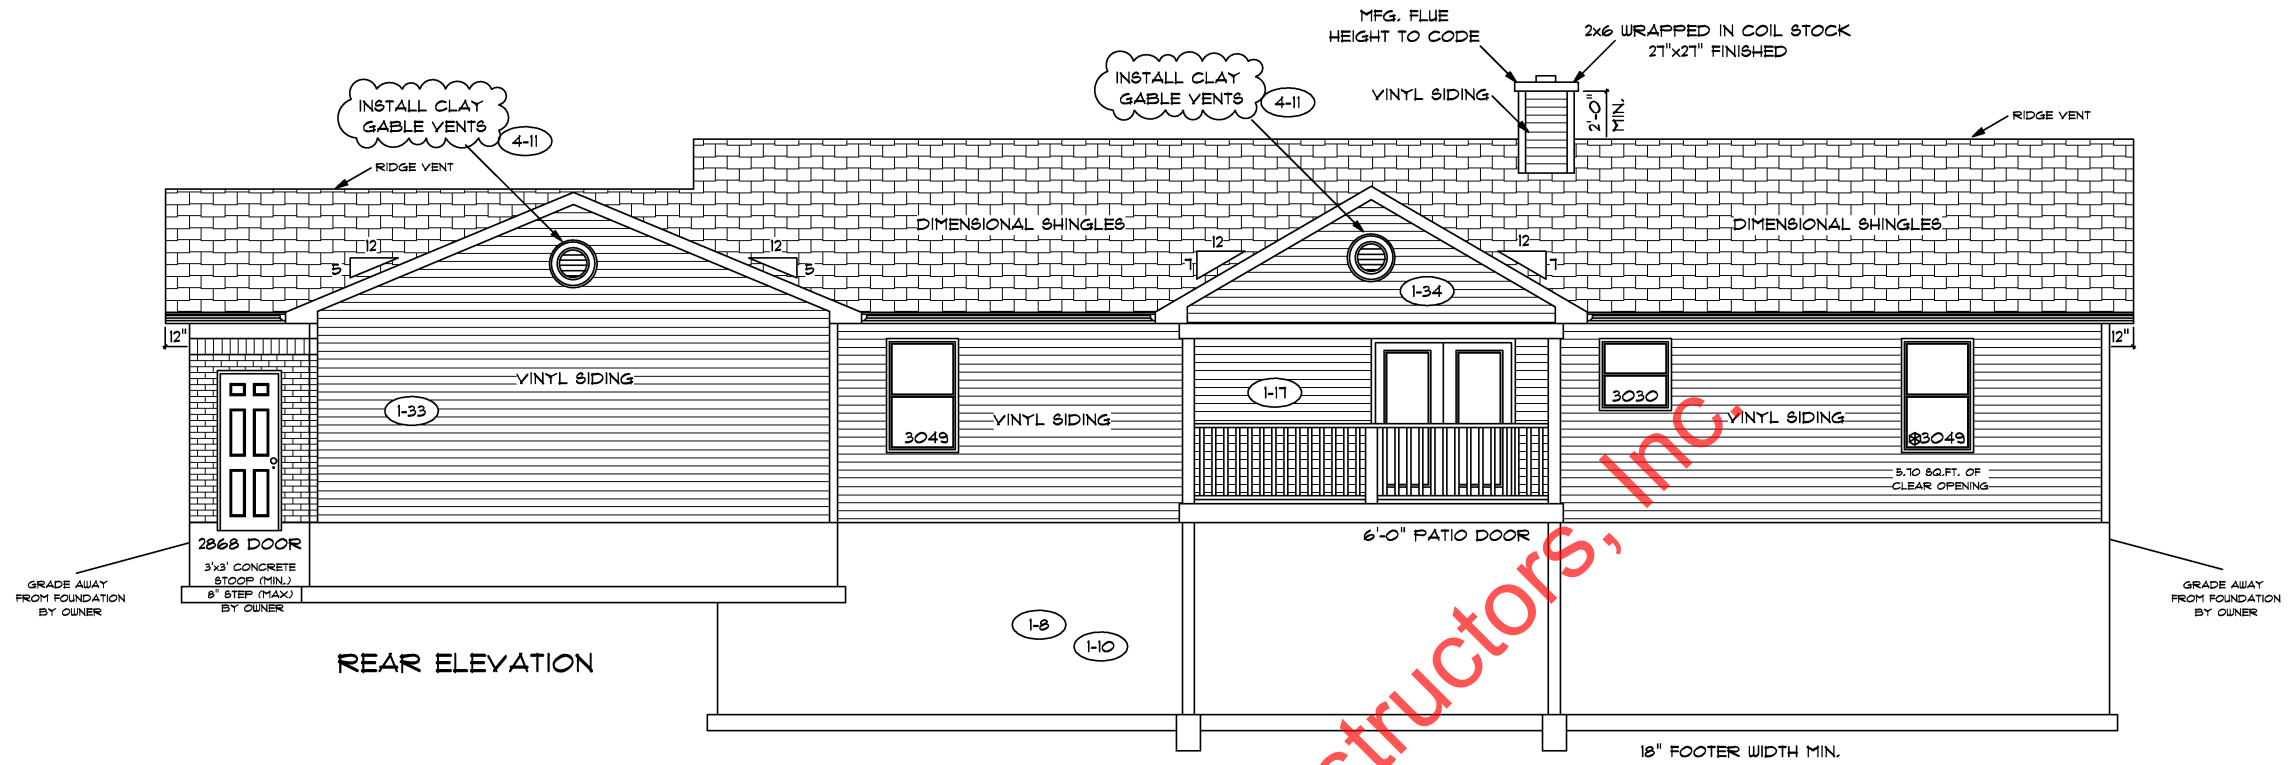 MFG. FLUE
HEIGHT TO CODE
2x6 WRAPPED IN COIL STOCK
27"x27" FINISHED
INSTALL CLAY
GABLE VENTS
4-11
INSTALL CLAY
GABLE VENTS
4-11
VINYL SIDING
2'-0"
MIN.
RIDGE VENT
RIDGE VENT
DIMENSIONAL SHINGLES
DIMENSIONAL SHINGLES
12
5
12
5
12
7
12
7
1-34
12"
12"
VINYL SIDING
1-33
3049
VINYL SIDING
1-17
3030
VINYL SIDING
3049
5.70 SQ.FT. OF
CLEAR OPENING
6'-0" PATIO DOOR
2868 DOOR
3'x3' CONCRETE
STOOP (MIN.)
8" STEP (MAX)
BY OWNER
GRADE AWAY
FROM FOUNDATION
BY OWNER
GRADE AWAY
FROM FOUNDATION
BY OWNER
1-8
1-10
REAR ELEVATION
18" FOOTER WIDTH MIN.
structors, Inc.